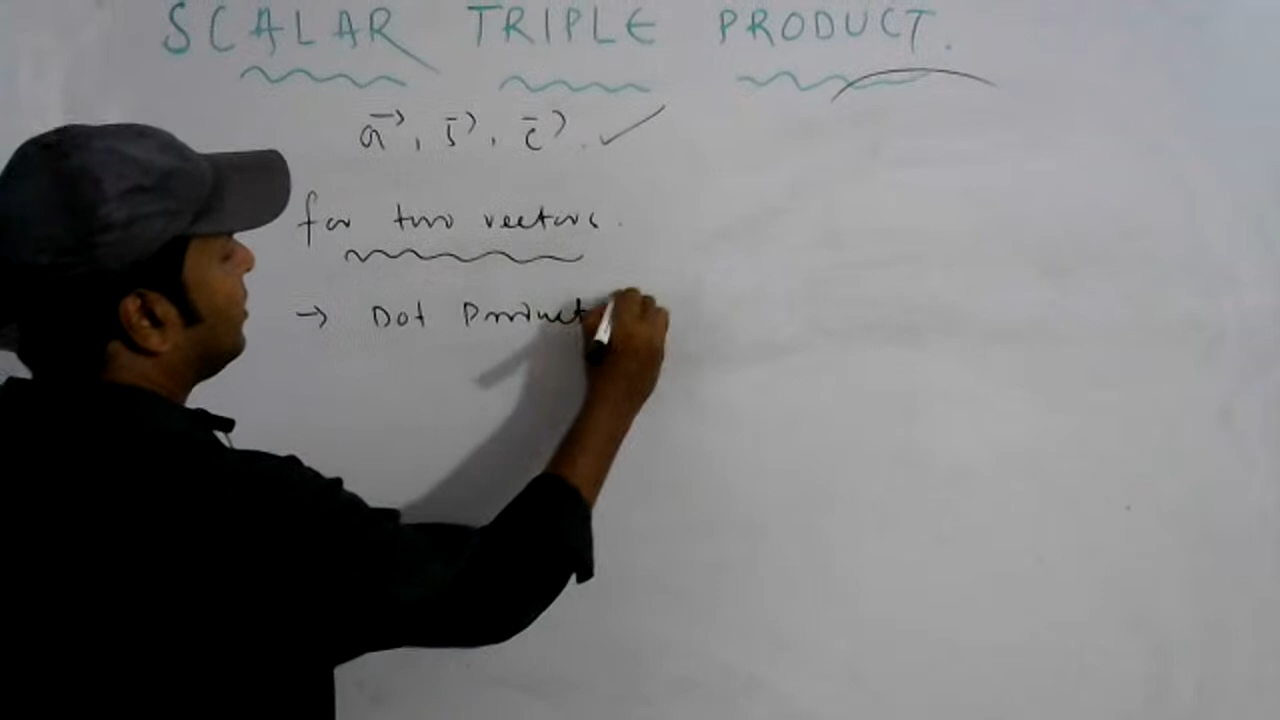 SCALAR TRIPLE PRODUCT.
a⃗, b⃗, c⃗. ✓
for two vectors.
→ Dot Product